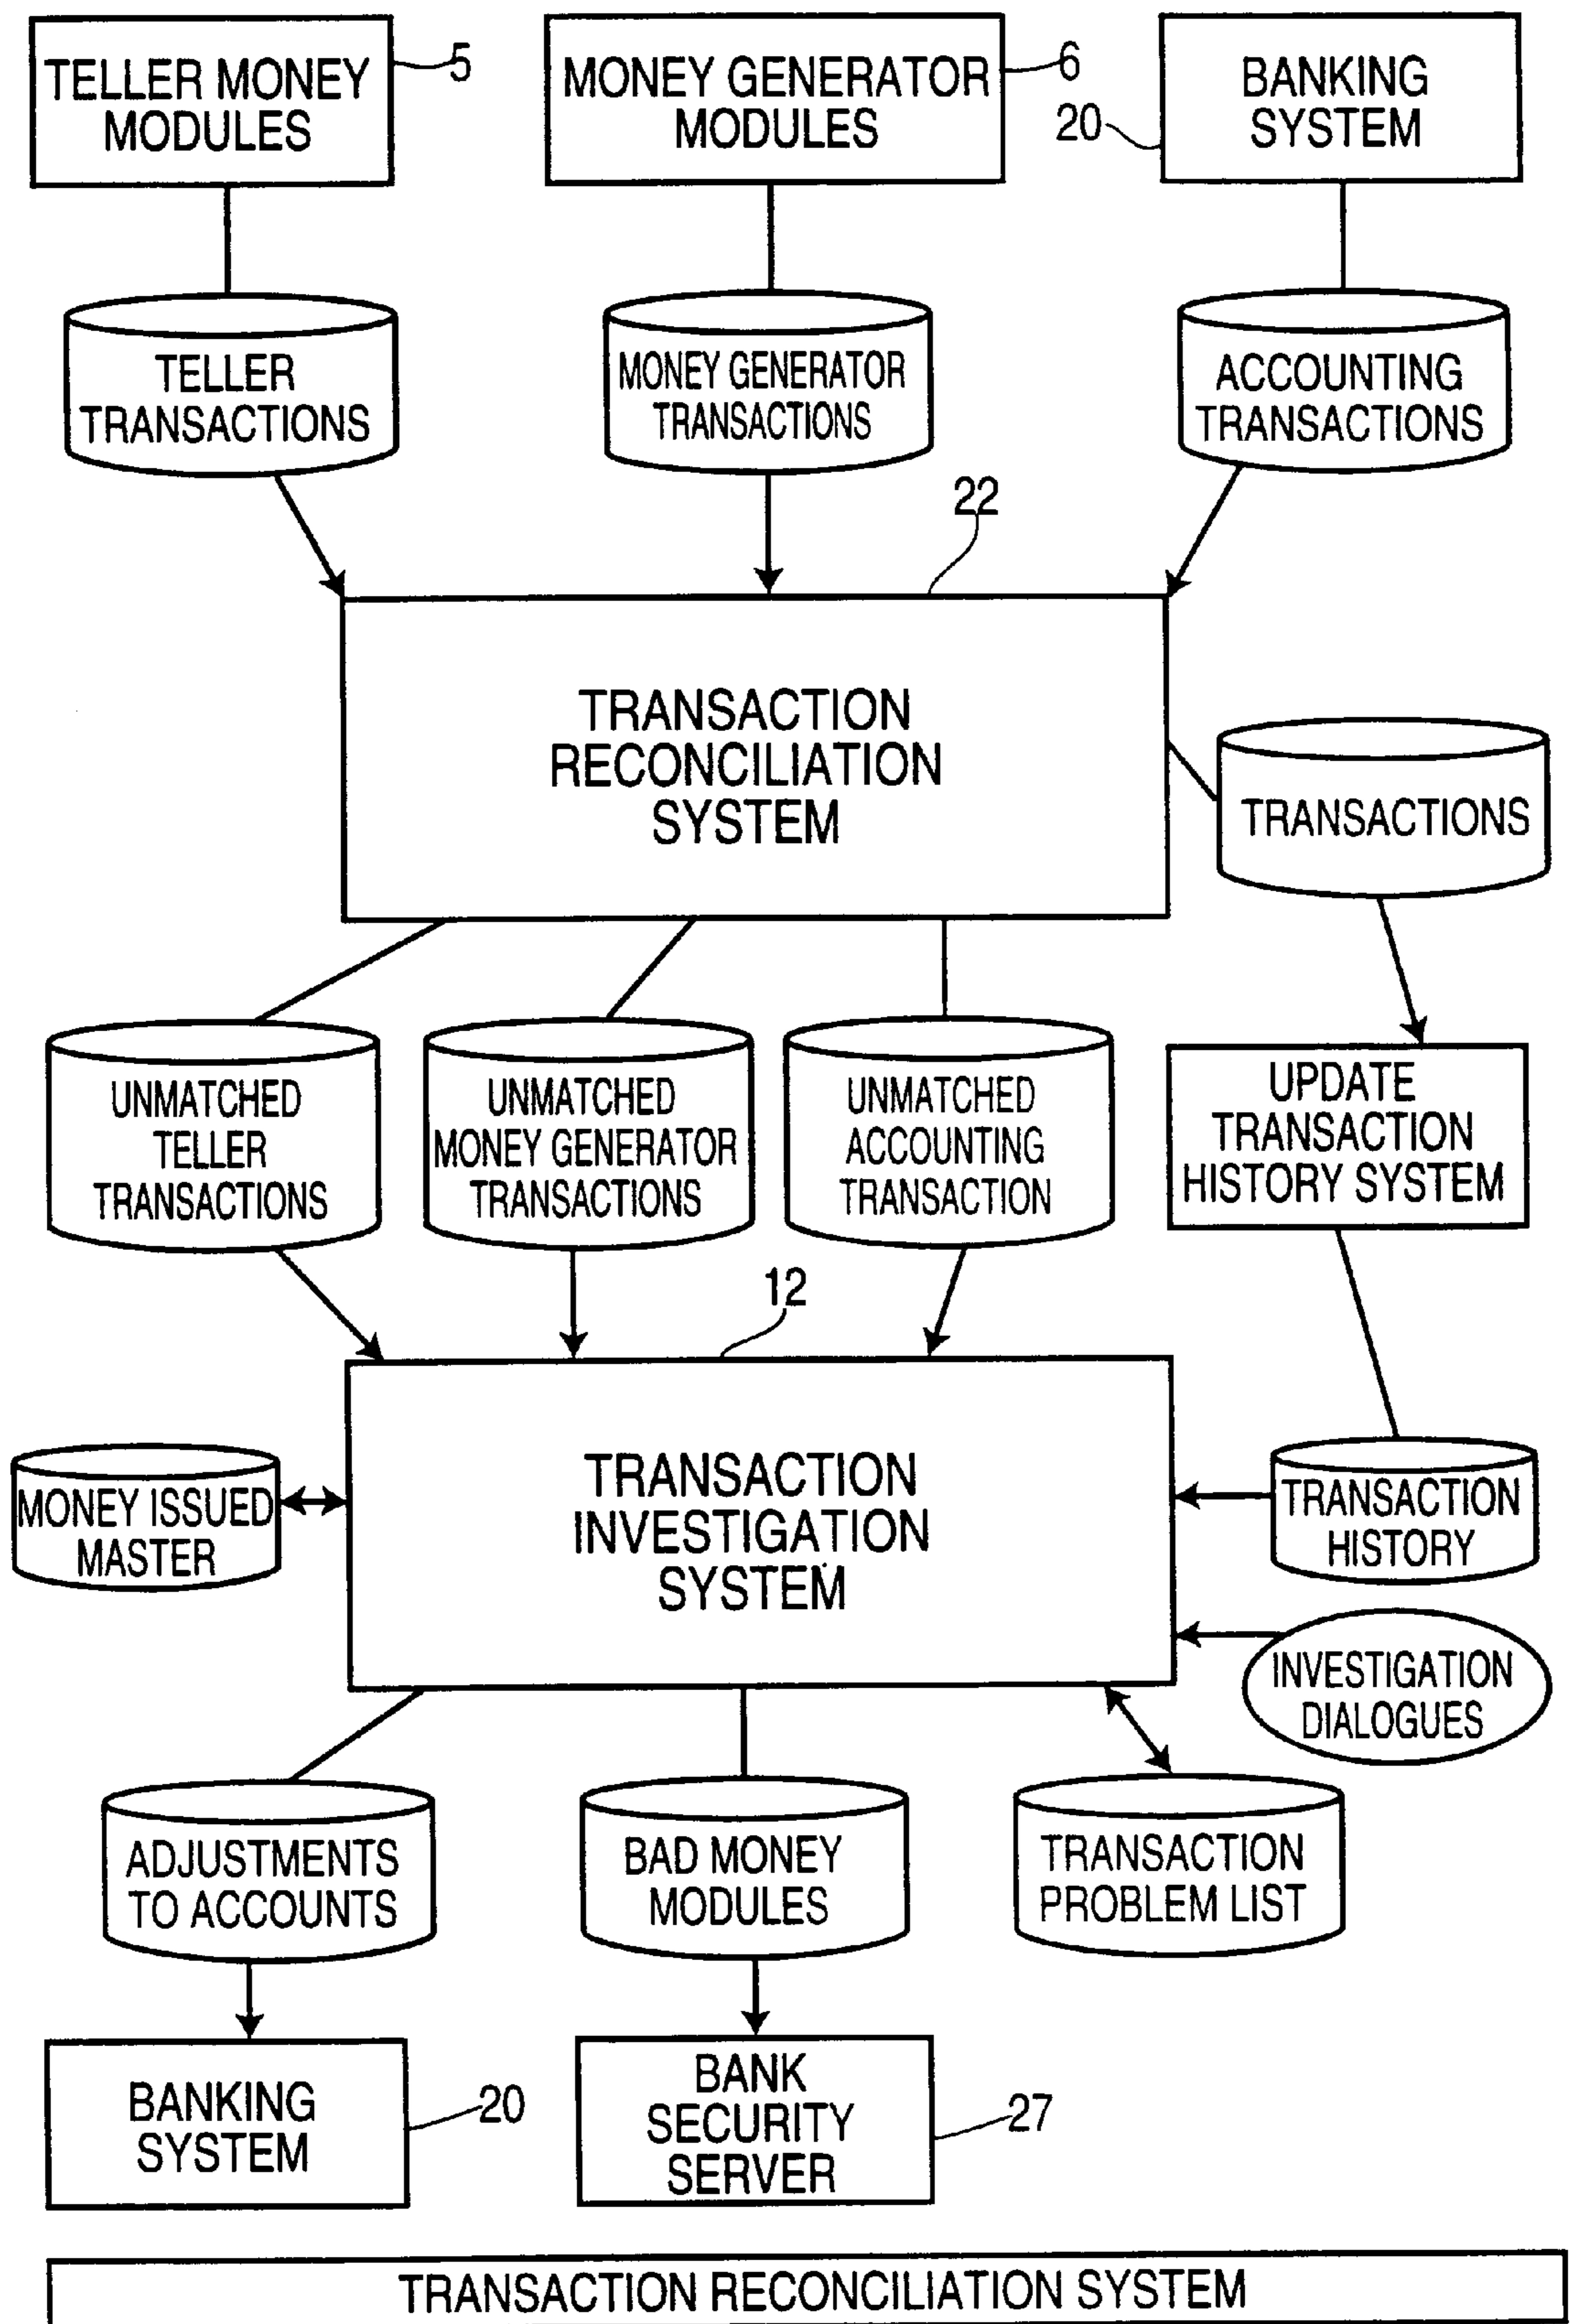 TELLER MONEY
MODULES
5
MONEY GENERATOR
MODULES
6
20
BANKING
SYSTEM
TELLER
TRANSACTIONS
MONEY GENERATOR
TRANSACTIONS
ACCOUNTING
TRANSACTIONS
22
TRANSACTION
RECONCILIATION
SYSTEM
TRANSACTIONS
UNMATCHED
TELLER
TRANSACTIONS
UNMATCHED
MONEY GENERATOR
TRANSACTIONS
UNMATCHED
ACCOUNTING
TRANSACTION
UPDATE
TRANSACTION
HISTORY SYSTEM
12
MONEY ISSUED
MASTER
TRANSACTION
INVESTIGATION
SYSTEM
TRANSACTION
HISTORY
INVESTIGATION
DIALOGUES
ADJUSTMENTS
TO ACCOUNTS
BAD MONEY
MODULES
TRANSACTION
PROBLEM LIST
BANKING
SYSTEM
20
BANK
SECURITY
SERVER
27
TRANSACTION RECONCILIATION SYSTEM